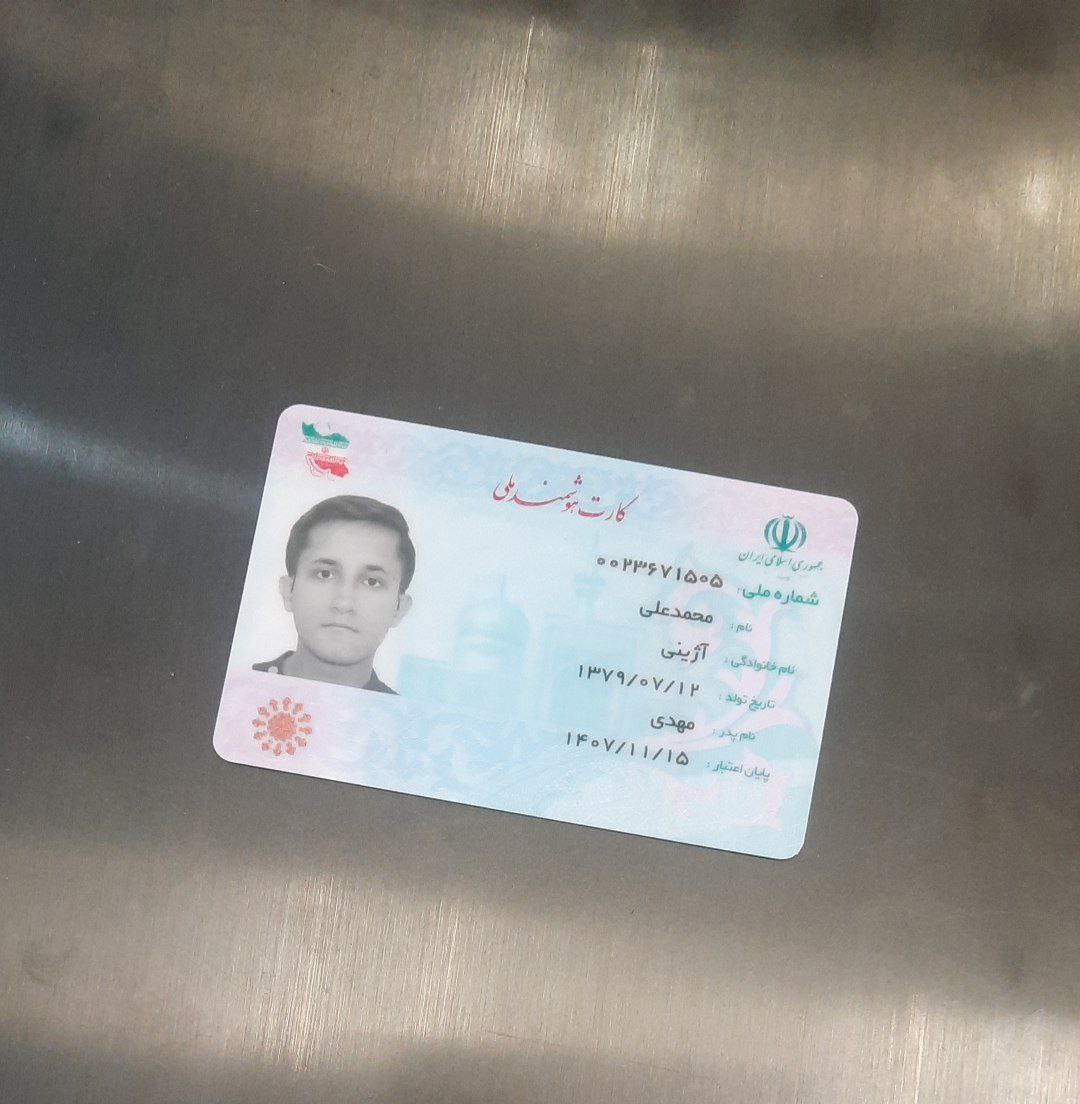 کارت هوشمند ملی
جمهوری اسلامی ایران
شماره ملی: ۰۰۲۳۶۷۱۵۰۵
نام: محمدعلی
نام خانوادگی: آژینی
تاریخ تولد: ۱۳۷۹/۰۷/۱۲
نام پدر: مهدی
پایان اعتبار: ۱۴۰۷/۱۱/۱۵